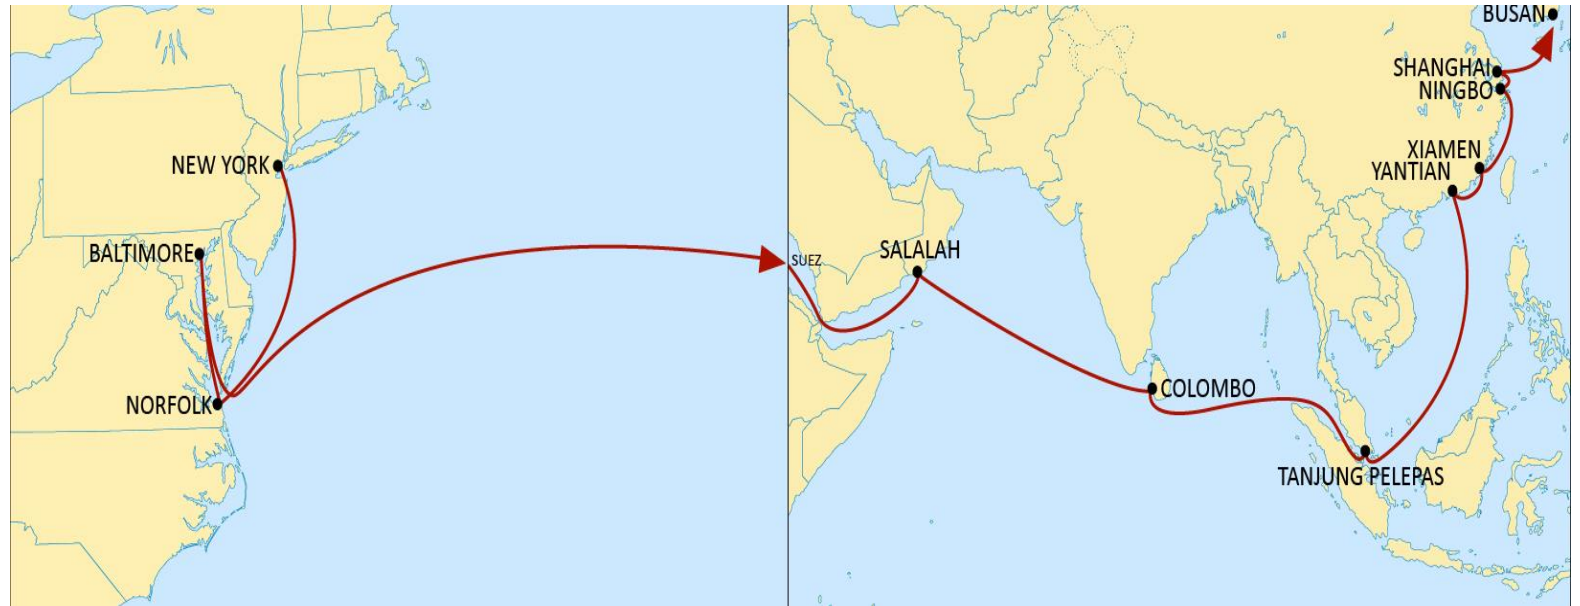 BUSAN
SHANGHAI
NINGBO
NEW YORK
XIAMEN
YANTIAN
BALTIMORE
SUEZ
SALALAH
NORFOLK
COLOMBO
TANJUNG PELEPAS